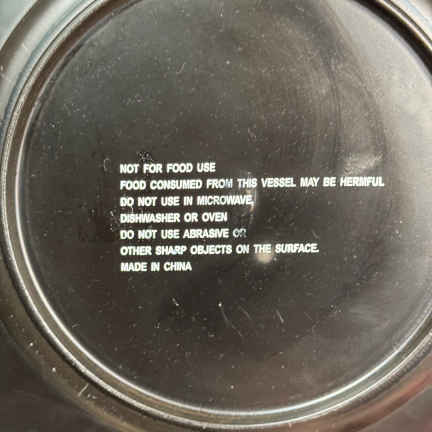 NOT FOR FOOD USE
FOOD CONSUMED FROM THIS VESSEL MAY BE HERMFUL
DO NOT USE IN MICROWAVE,
DISHWASHER OR OVEN
DO NOT USE ABRASIVE OR
OTHER SHARP OBJECTS ON THE SURFACE.
MADE IN CHINA